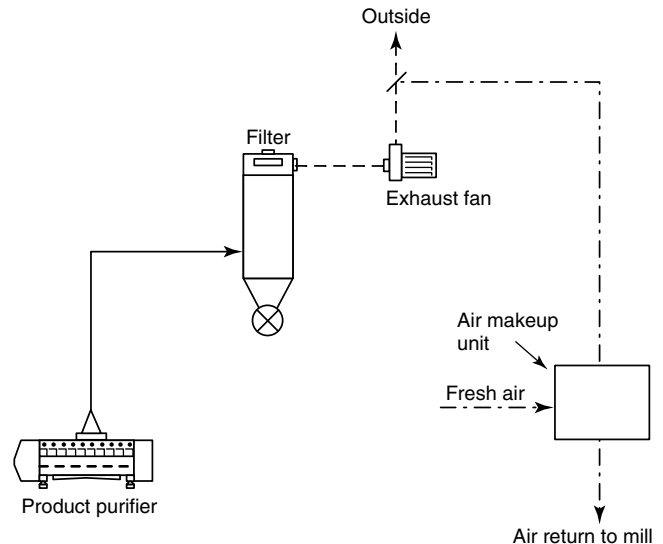 Outside
Filter
Exhaust fan
Air makeup
unit
Fresh air
Product purifier
Air return to mill